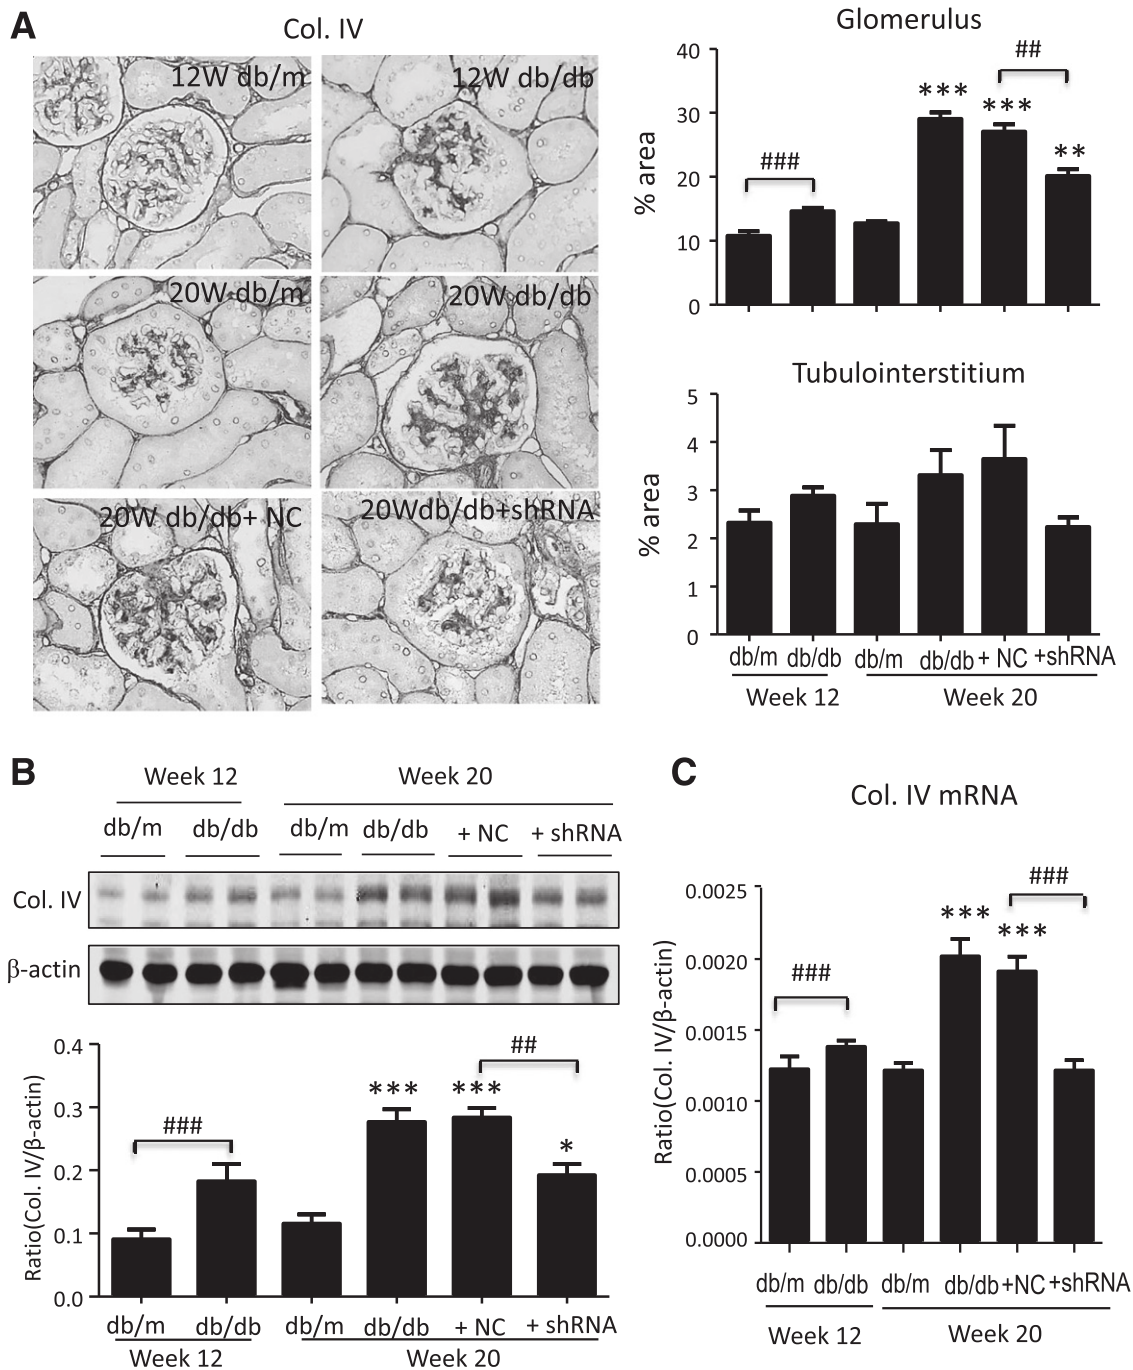 A
Col. IV
12W db/m
12W db/db
20W db/m
20W db/db
20W db/db+ NC
20Wdb/db+shRNA
Glomerulus
% area
40
30
20
10
0
###
***
***
##
**
Tubulointerstitium
% area
5
4
3
2
1
0
db/m db/db db/m db/db + NC +shRNA
Week 12 Week 20
B
Week 12 Week 20
db/m db/db db/m db/db + NC + shRNA
Col. IV
β-actin
Ratio(Col. IV/β-actin)
0.4
0.3
0.2
0.1
0.0
###
***
***
##
*
db/m db/db db/m db/db + NC + shRNA
Week 12 Week 20
C
Col. IV mRNA
Ratio(Col. IV/β-actin)
0.0025
0.0020
0.0015
0.0010
0.0005
0.0000
###
***
***
###
db/m db/db db/m db/db +NC +shRNA
Week 12 Week 20